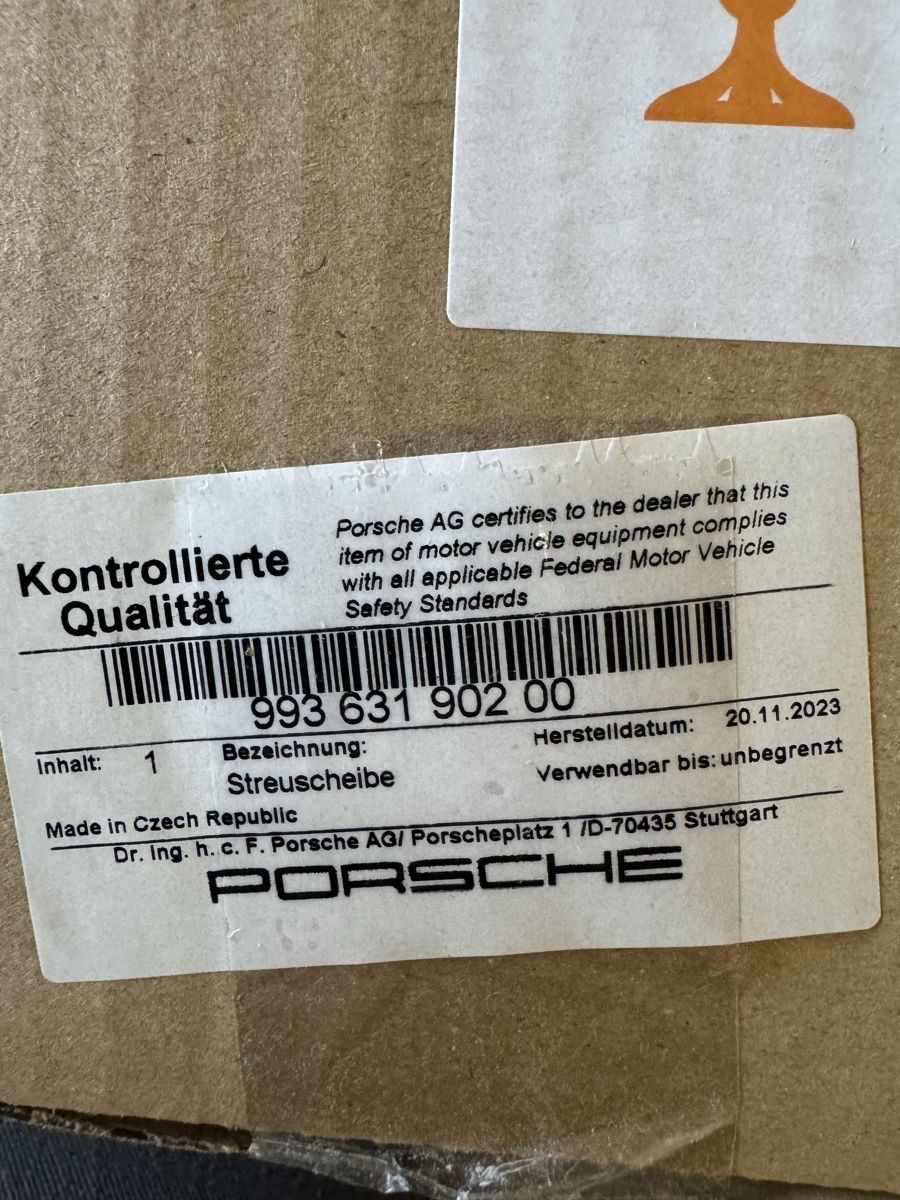 Kontrollierte
Qualität
Porsche AG certifies to the dealer that this
item of motor vehicle equipment complies
with all applicable Federal Motor Vehicle
Safety Standards
993 631 902 00
Inhalt: 1
Bezeichnung:
Streuscheibe
Herstelldatum: 20.11.2023
Verwendbar bis: unbegrenzt
Made in Czech Republic
Dr. Ing. h. c. F. Porsche AG/ Porscheplatz 1 /D-70435 Stuttgart
PORSCHE